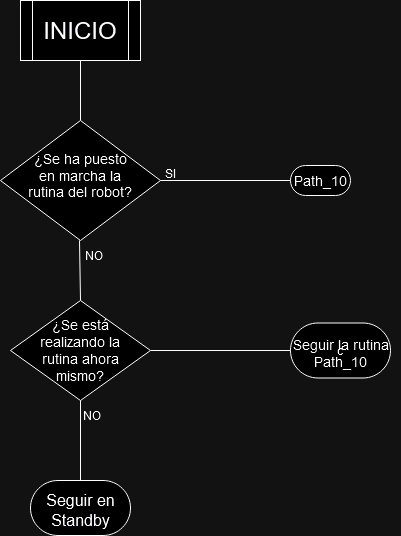 INICIO
¿Se ha puesto
en marcha la
rutina del robot?
SI
Path_10
NO
¿Se está
realizando la
rutina ahora
mismo?
Seguir la rutina
Path_10
NO
Seguir en
Standby